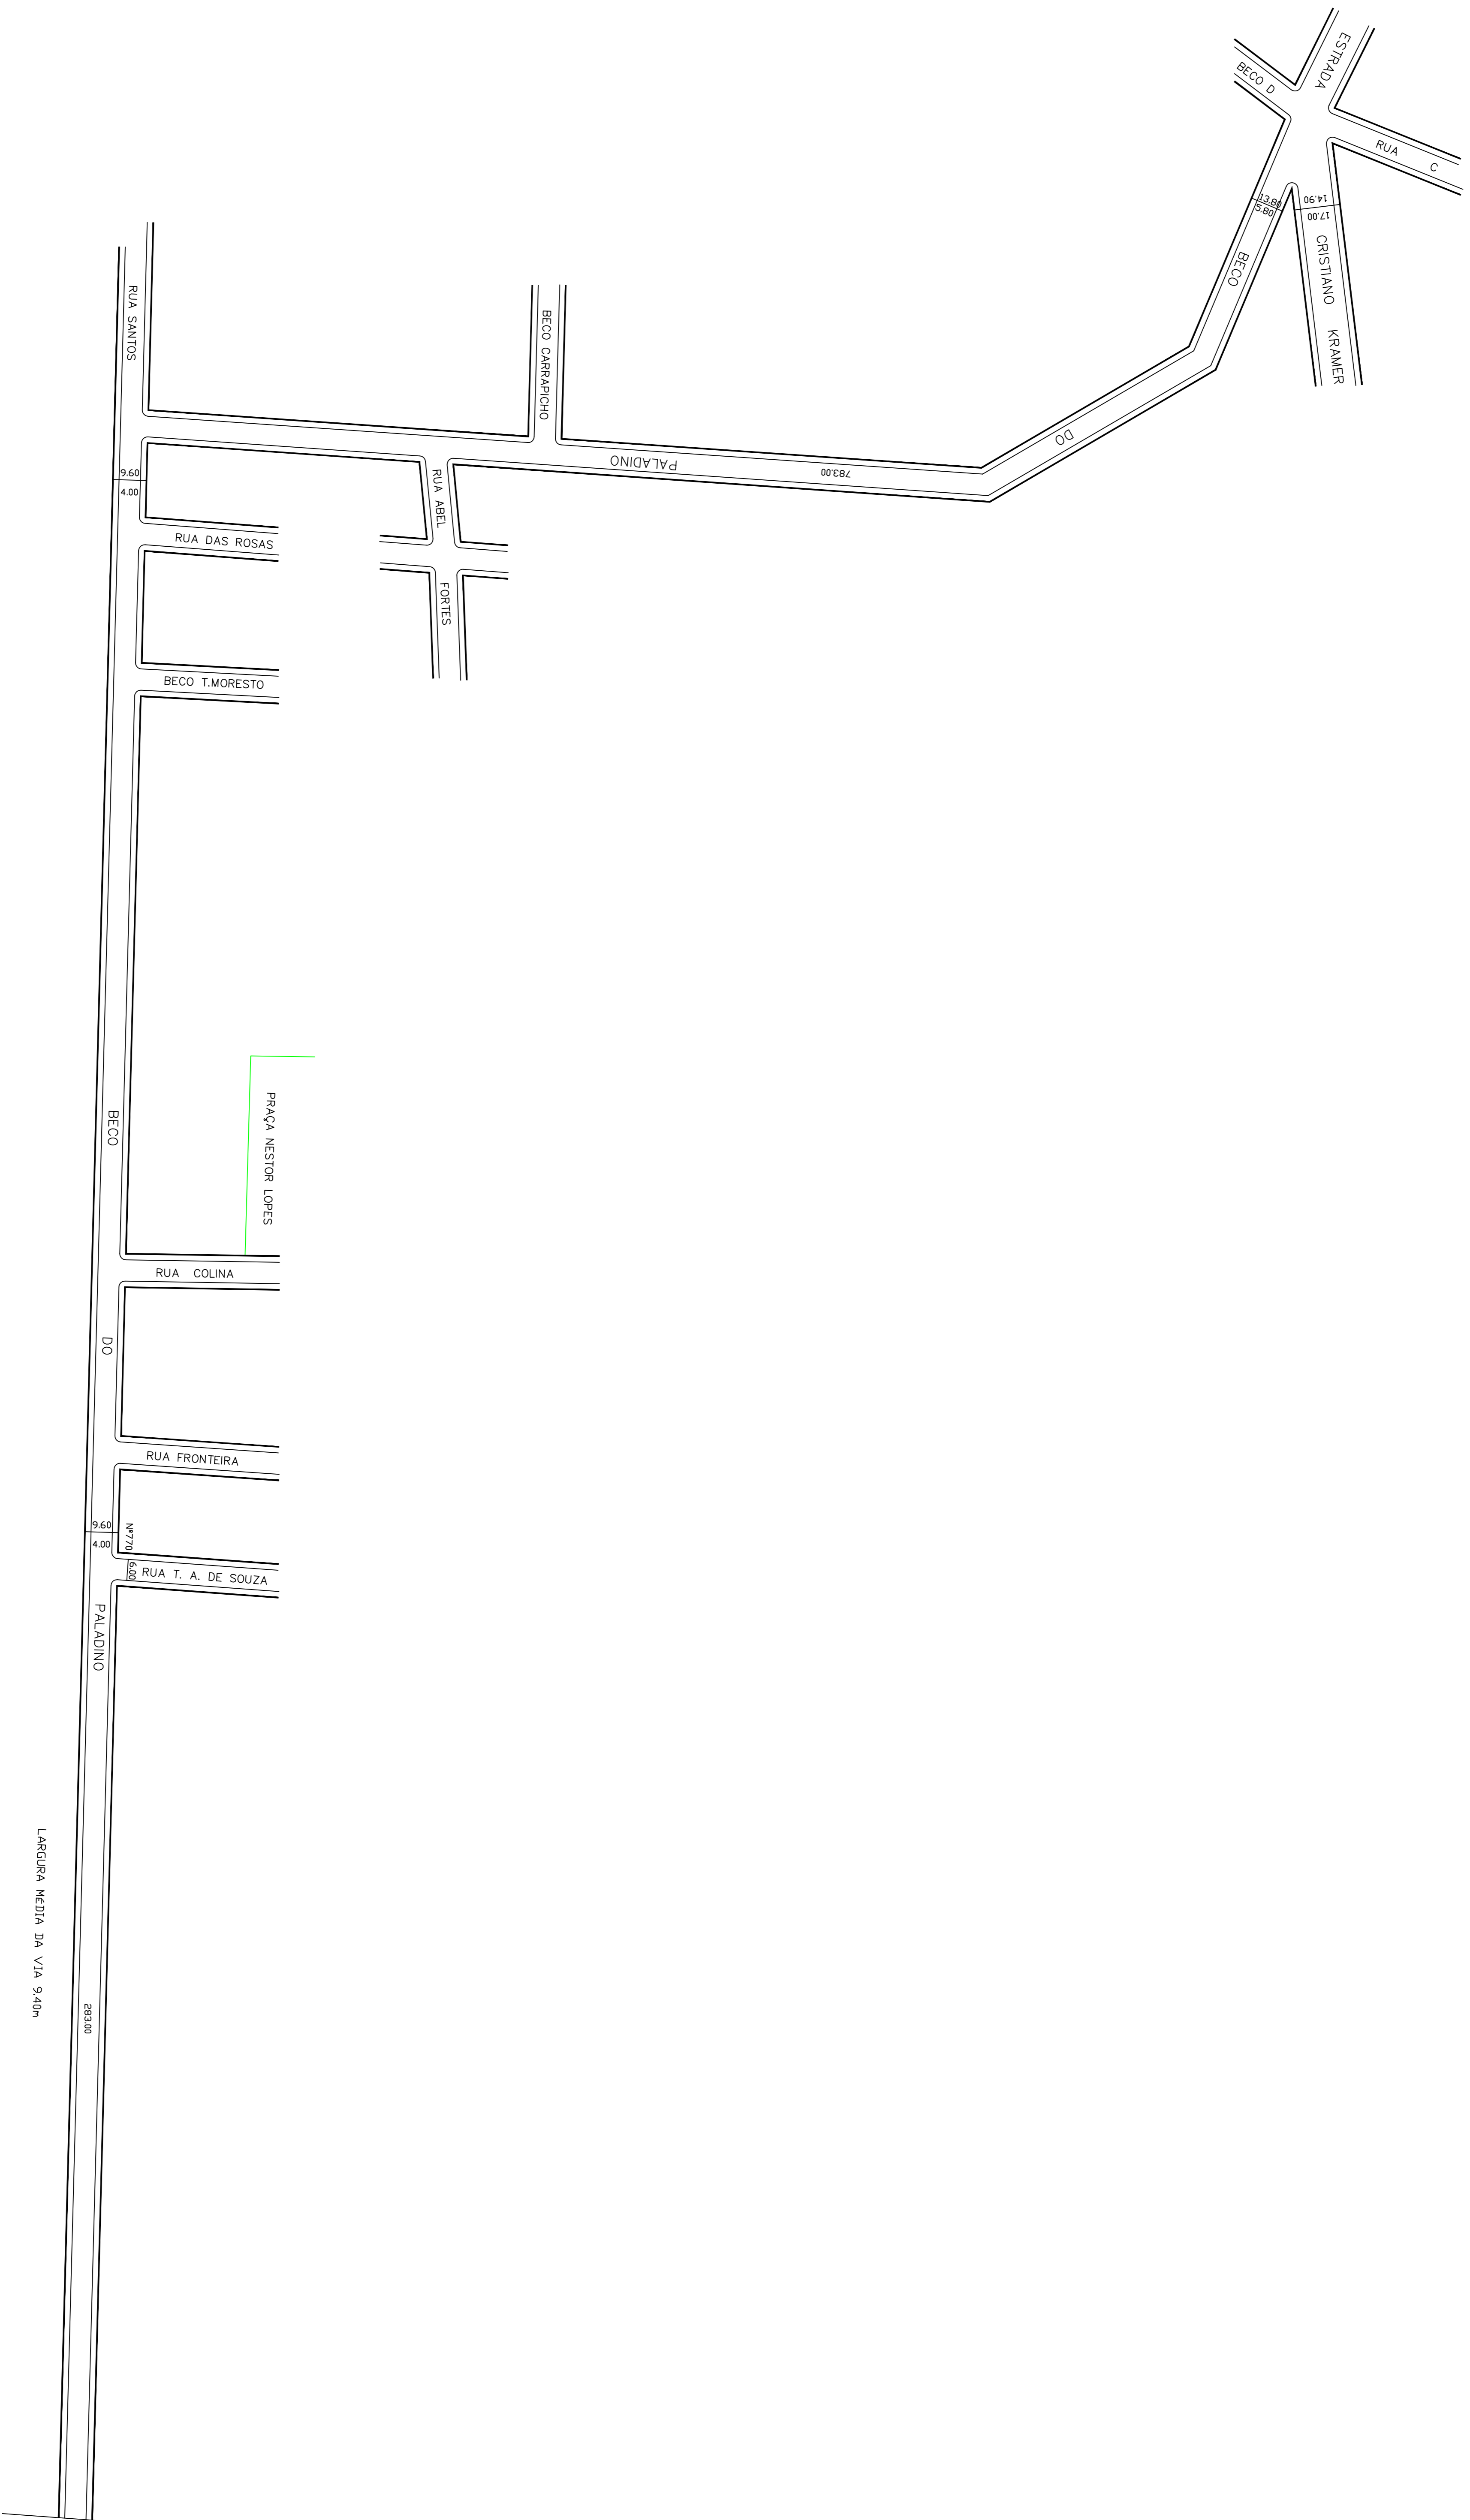 ESTRADA
BECO D
RUA C
13.80
5.80
14.90
17.00
CRISTIANO KRAMER
BECO
DO
783.00
PALADINO
BECO CARRAPICHO
RUA SANTOS
9.60
4.00
RUA ABEL
FORTES
RUA DAS ROSAS
BECO T.MORESTO
PRAÇA NESTOR LOPES
BECO
RUA COLINA
DO
RUA FRONTEIRA
9.60
4.00
Nº770
6.00
RUA T. A. DE SOUZA
PALADINO
LARGURA MÉDIA DA VIA 9.40m
283.00